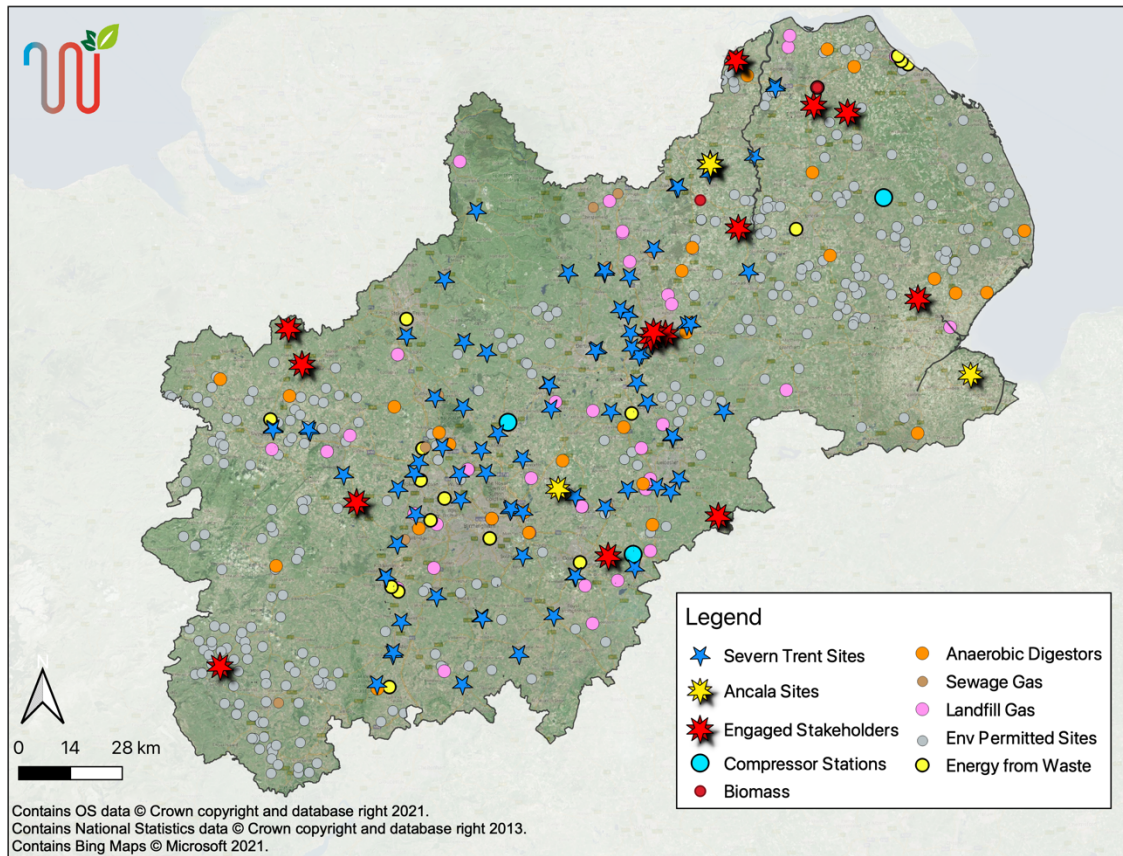 Legend
Severn Trent Sites
Ancala Sites
Engaged Stakeholders
Compressor Stations
Biomass
Anaerobic Digestors
Sewage Gas
Landfill Gas
Env Permitted Sites
Energy from Waste
N
0 14 28 km
Contains OS data © Crown copyright and database right 2021.
Contains National Statistics data © Crown copyright and database right 2013.
Contains Bing Maps © Microsoft 2021.